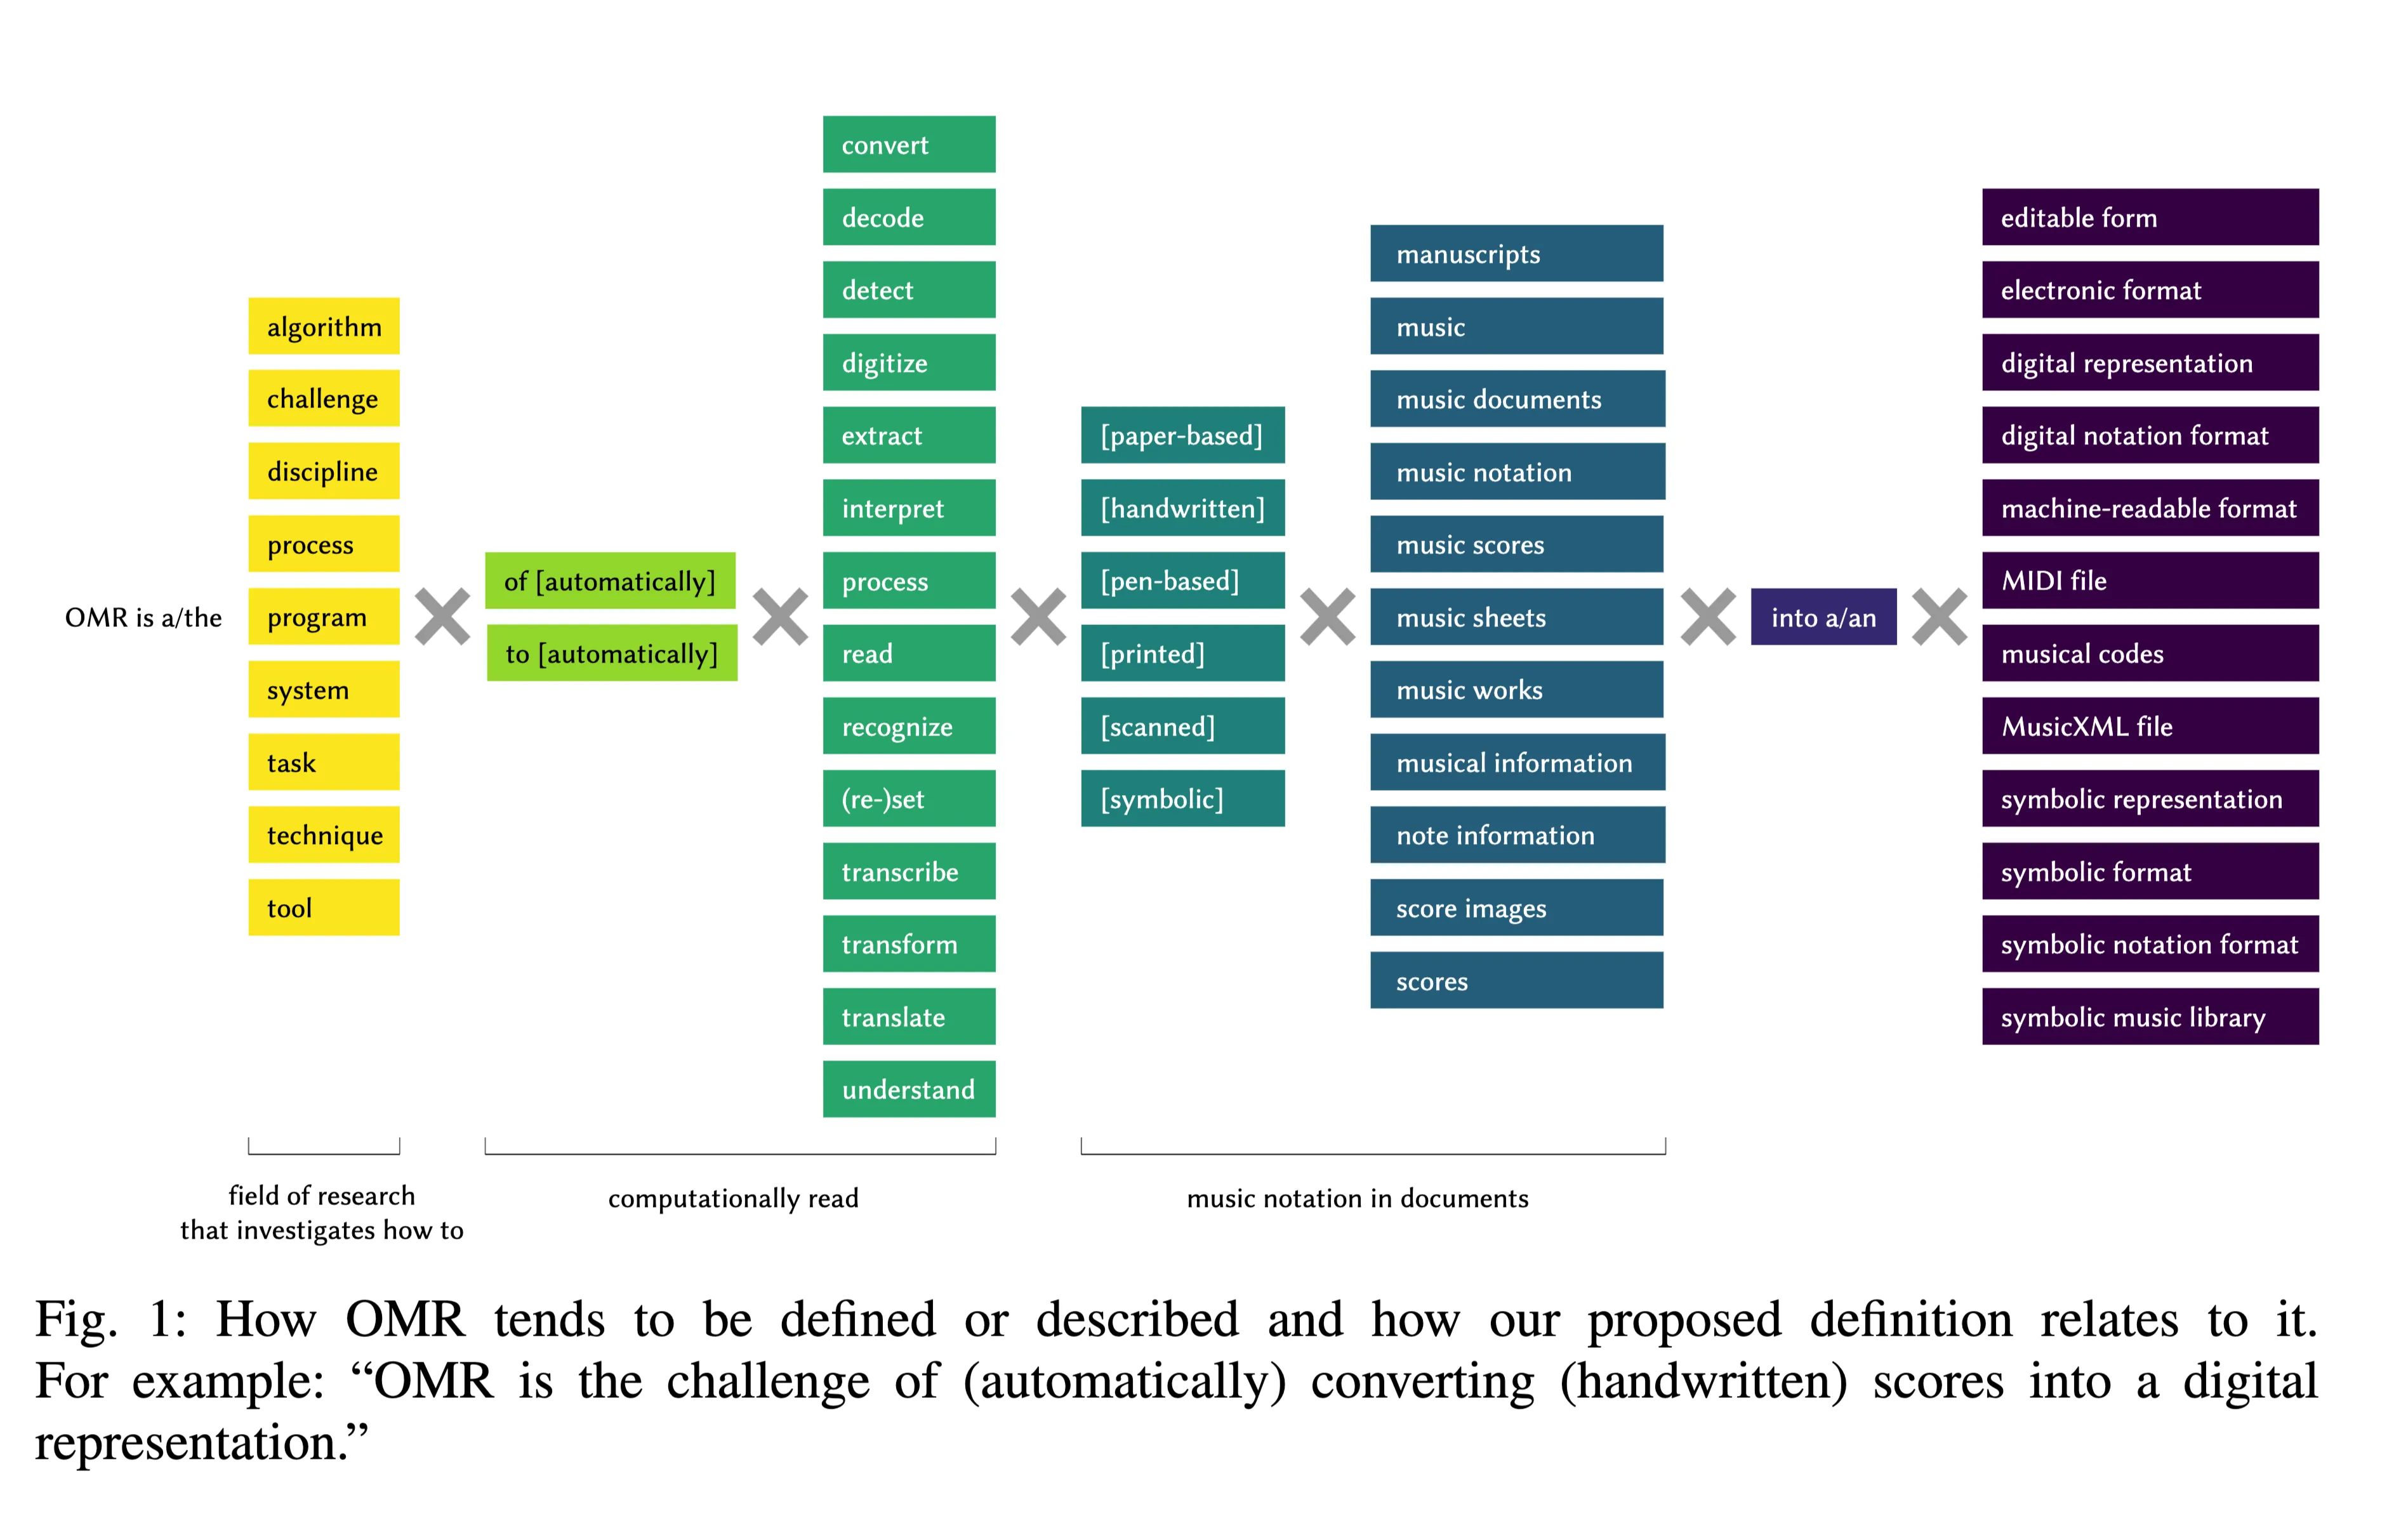 OMR is a/the
algorithm
challenge
discipline
process
program
system
task
technique
tool
of [automatically]
to [automatically]
convert
decode
detect
digitize
extract
interpret
process
read
recognize
(re-)set
transcribe
transform
translate
understand
[paper-based]
[handwritten]
[pen-based]
[printed]
[scanned]
[symbolic]
manuscripts
music
music documents
music notation
music scores
music sheets
music works
musical information
note information
score images
scores
into a/an
editable form
electronic format
digital representation
digital notation format
machine-readable format
MIDI file
musical codes
MusicXML file
symbolic representation
symbolic format
symbolic notation format
symbolic music library
field of research
that investigates how to
computationally read
music notation in documents
Fig. 1: How OMR tends to be defined or described and how our proposed definition relates to it.
For example: “OMR is the challenge of (automatically) converting (handwritten) scores into a digital
representation.”